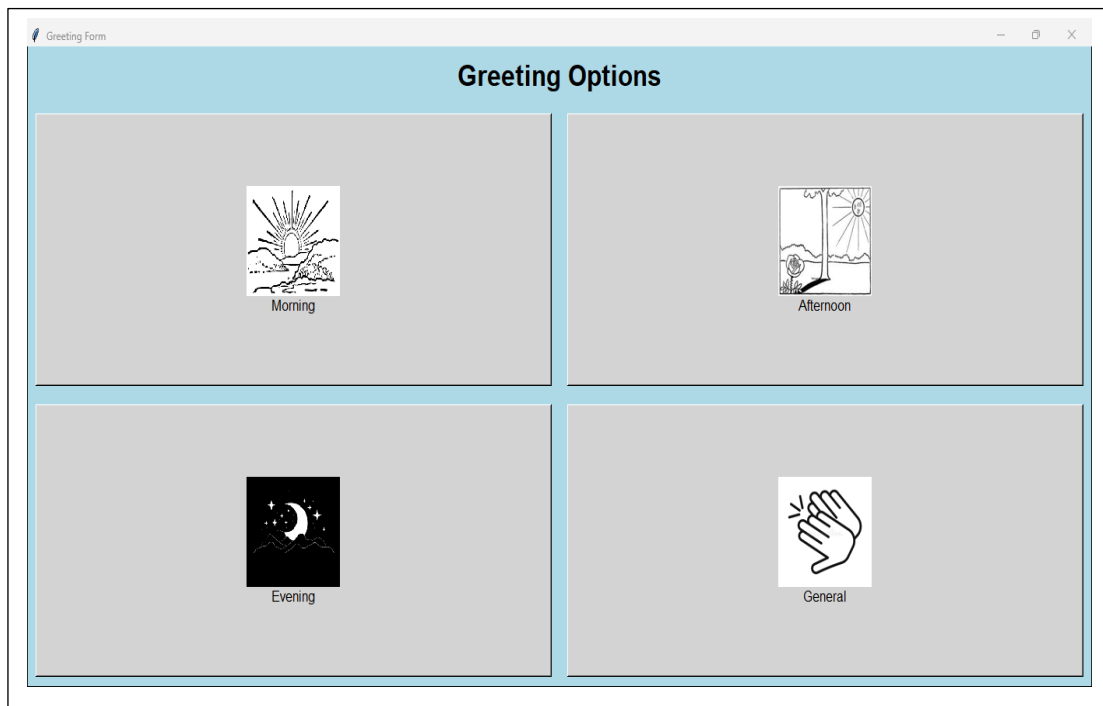 Greeting Form
Greeting Options
Morning
Afternoon
Evening
General